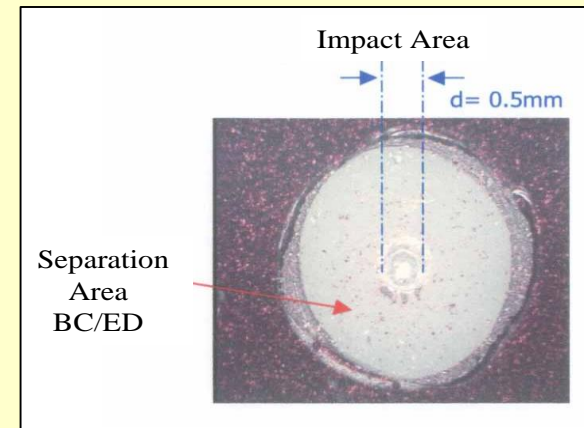 Impact Area
d= 0.5mm
Separation
Area
BC/ED